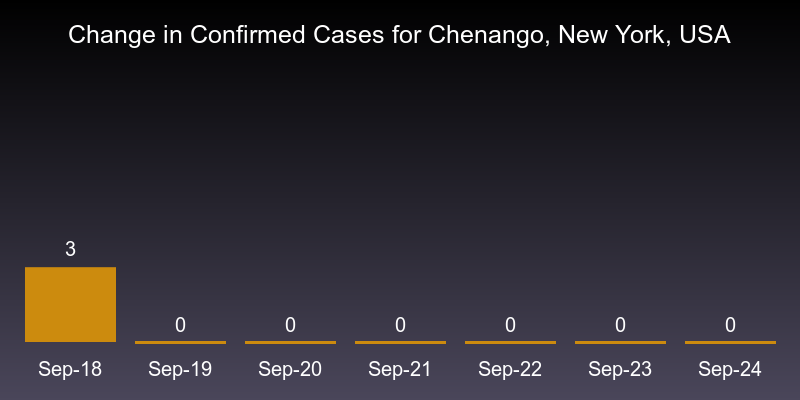 Change in Confirmed Cases for Chenango, New York, USA
3
0 0 0 0 0 0
Sep-18 Sep-19 Sep-20 Sep-21 Sep-22 Sep-23 Sep-24